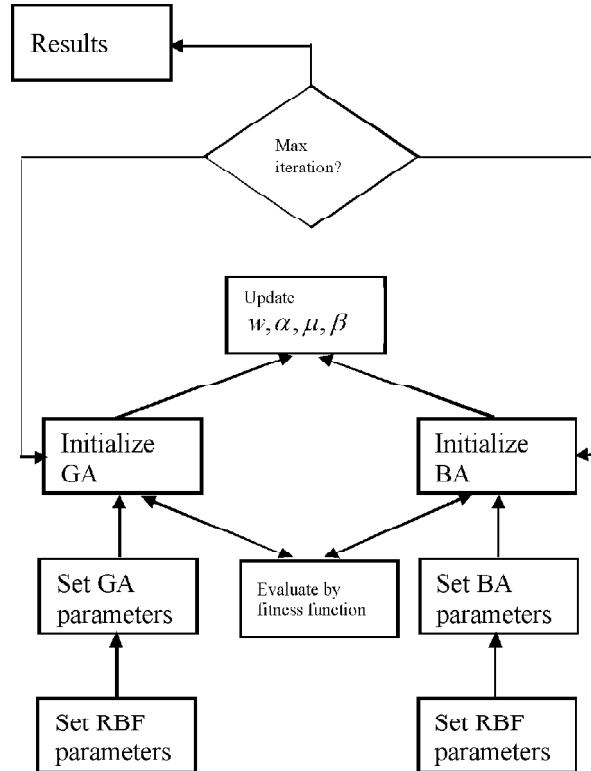 Results
Max
iteration?
Update
w, α, μ, β
Initialize
GA
Initialize
BA
Set GA
parameters
Evaluate by
fitness function
Set BA
parameters
Set RBF
parameters
Set RBF
parameters